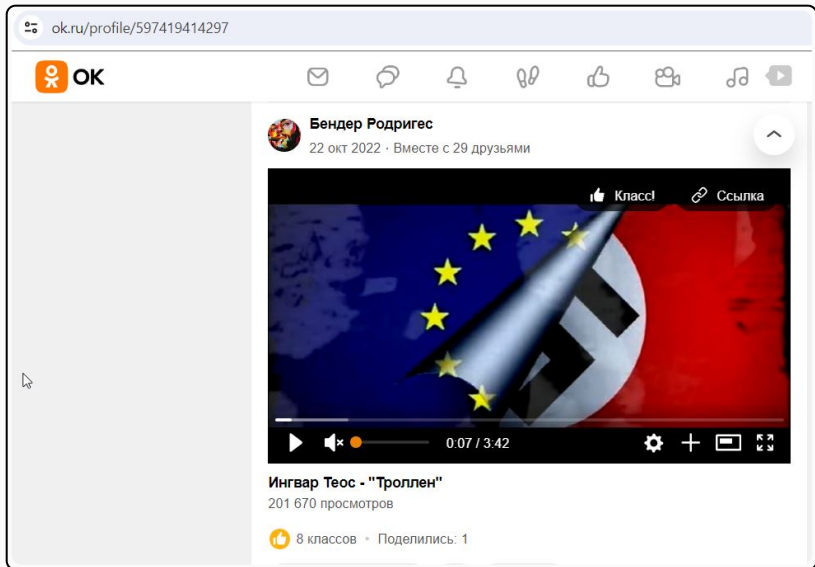 ok.ru/profile/597419414297
OK
Бендер Родригес
22 окт 2022 · Вместе с 29 друзьями
Класс! Ссылка
0:07 / 3:42
Ингвар Теос - "Троллен"
201 670 просмотров
8 классов · Поделились: 1